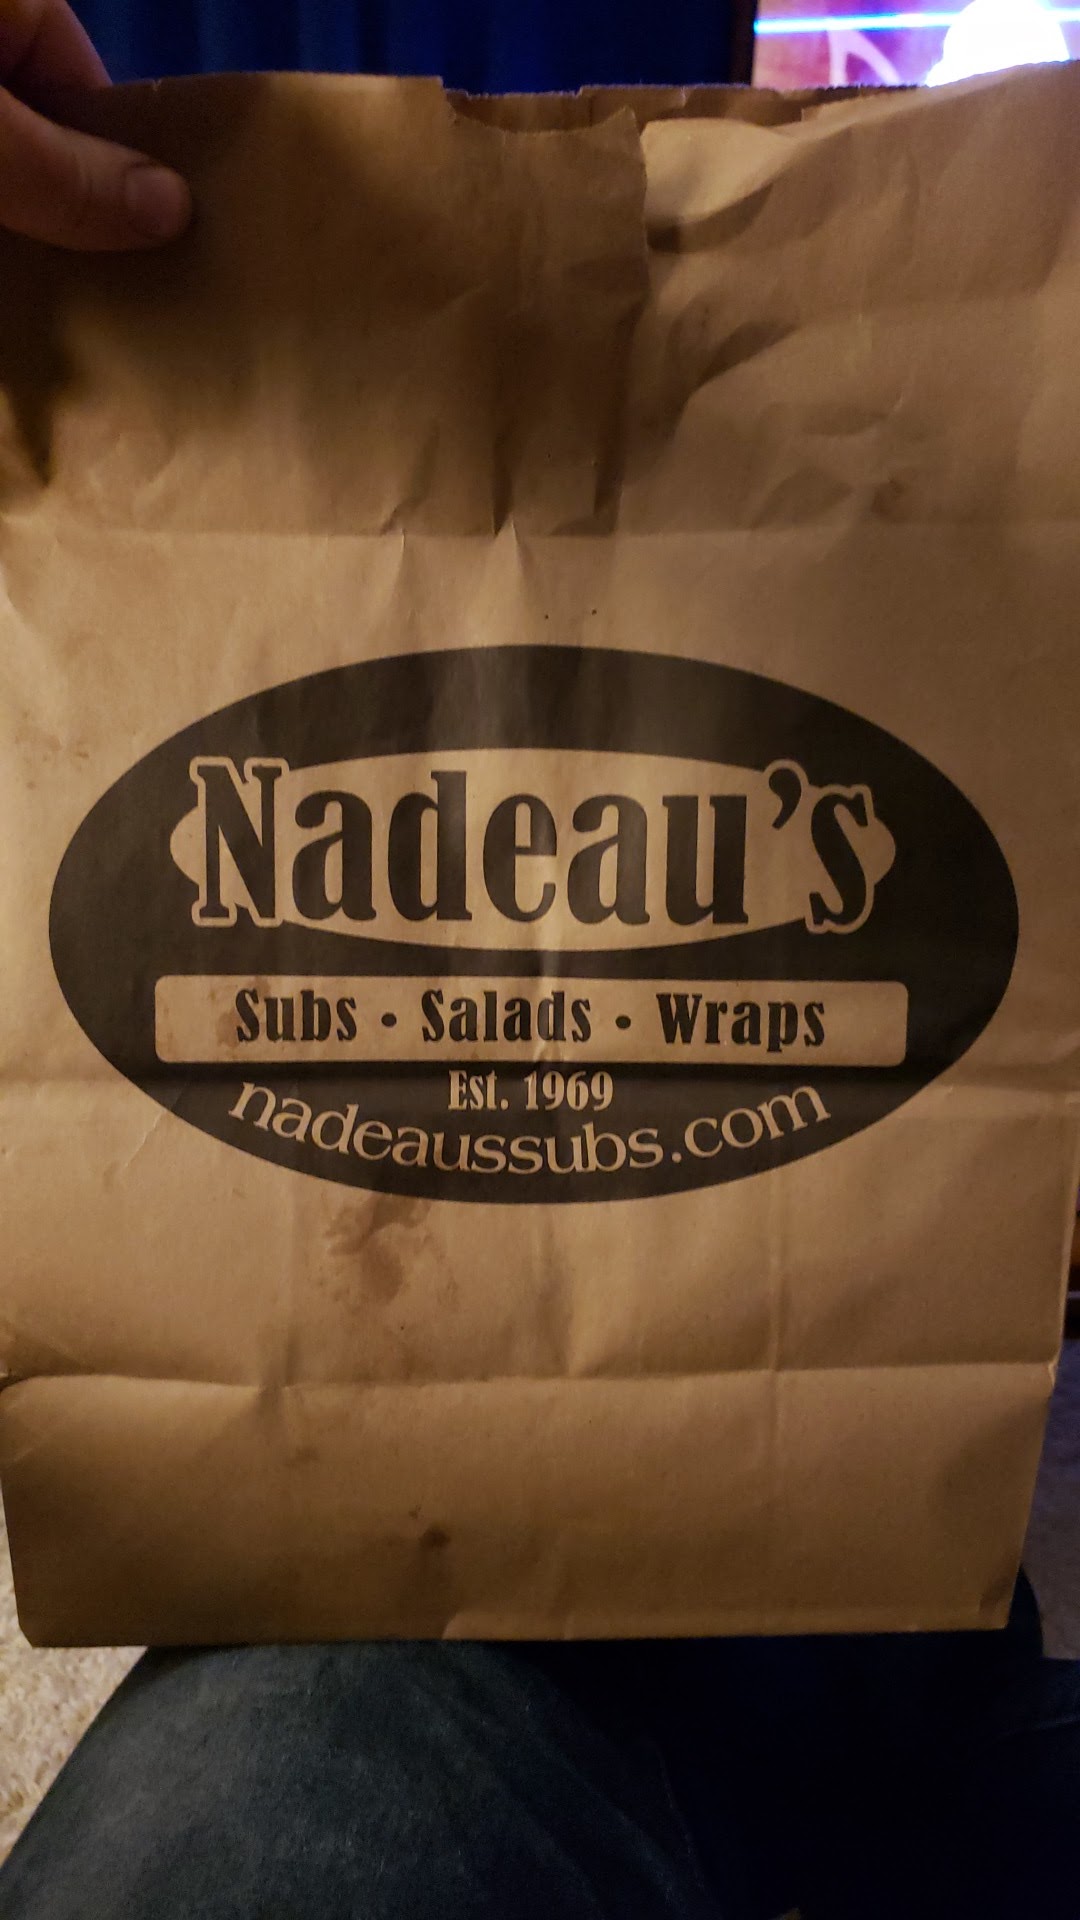 Nadeau's
Subs • Salads • Wraps
Est. 1969
nadeaussubs.com